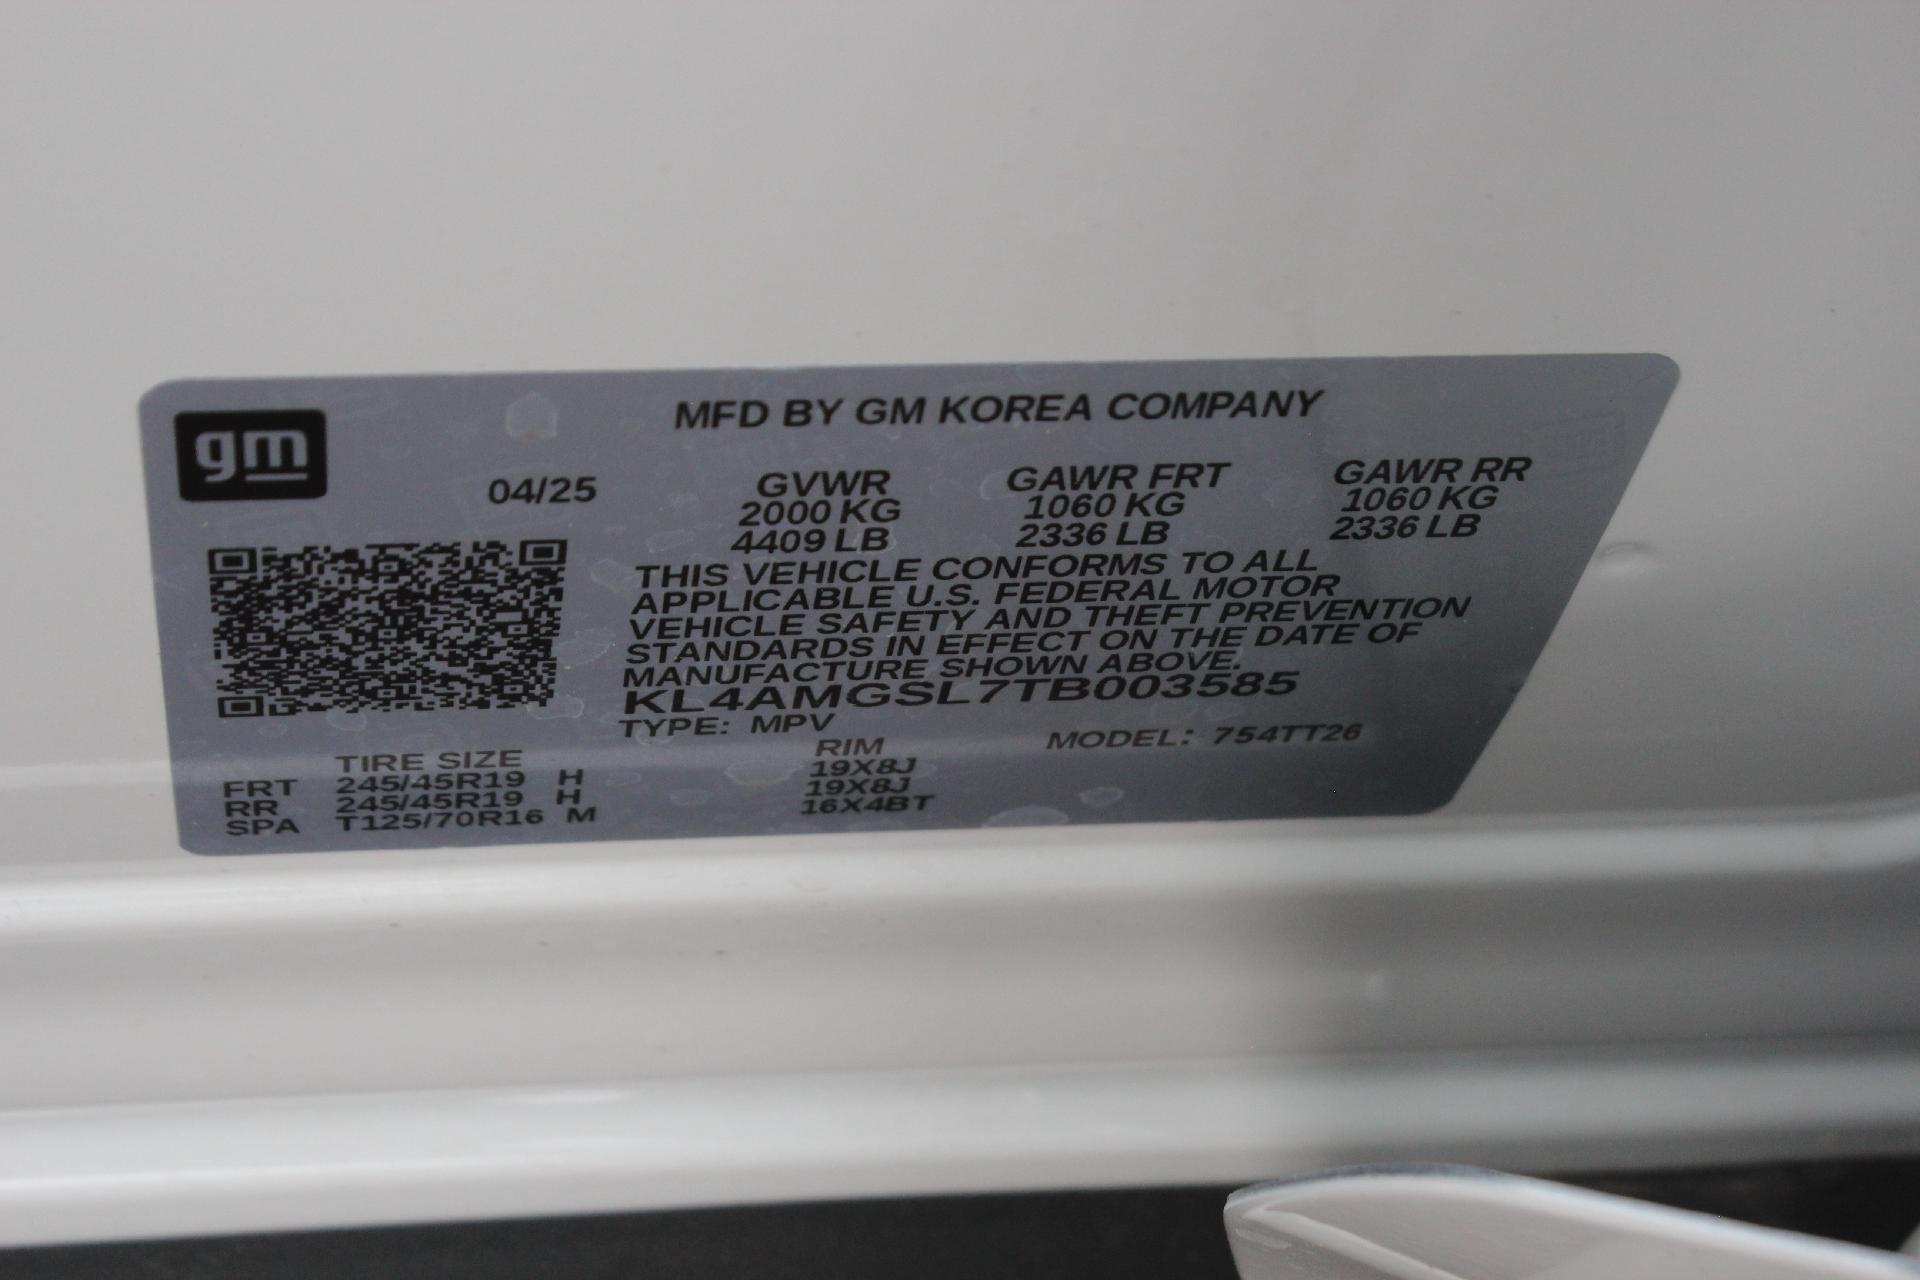 gm
MFD BY GM KOREA COMPANY
04/25 GVWR GAWR FRT GAWR RR
2000 KG 1060 KG 1060 KG
4409 LB 2336 LB 2336 LB
THIS VEHICLE CONFORMS TO ALL
APPLICABLE U.S. FEDERAL MOTOR
VEHICLE SAFETY AND THEFT PREVENTION
STANDARDS IN EFFECT ON THE DATE OF
MANUFACTURE SHOWN ABOVE.
KL4AMGSL7TB003585
TYPE: MPV MODEL: 754TT26
TIRE SIZE RIM
FRT 245/45R19 H 19X8J
RR 245/45R19 H 19X8J
SPA T125/70R16 M 16X4BT